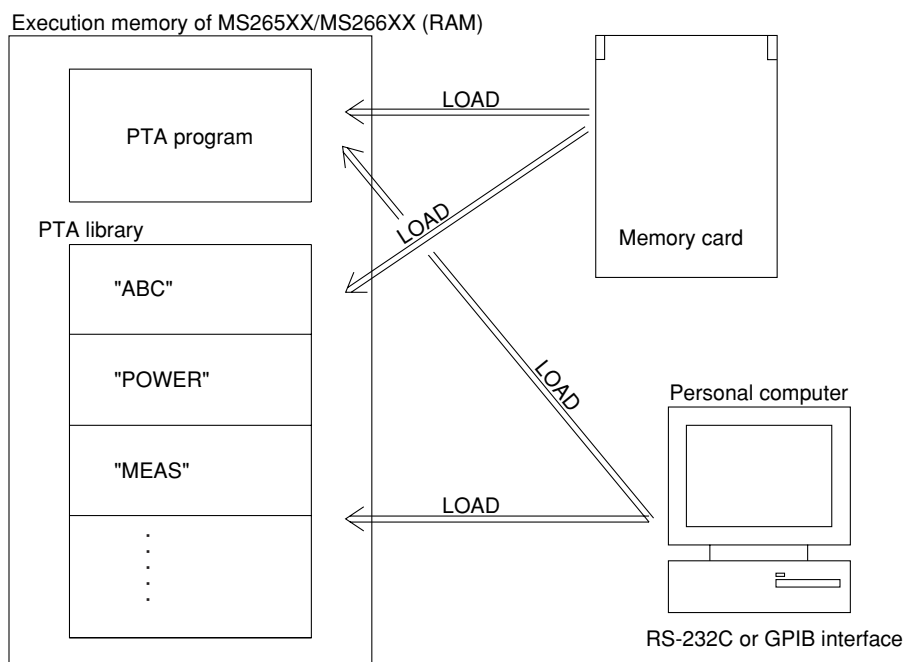 Execution memory of MS265XX/MS266XX (RAM)
LOAD
PTA program
LOAD
Memory card
PTA library
"ABC"
LOAD
"POWER"
Personal computer
"MEAS"
LOAD
RS-232C or GPIB interface